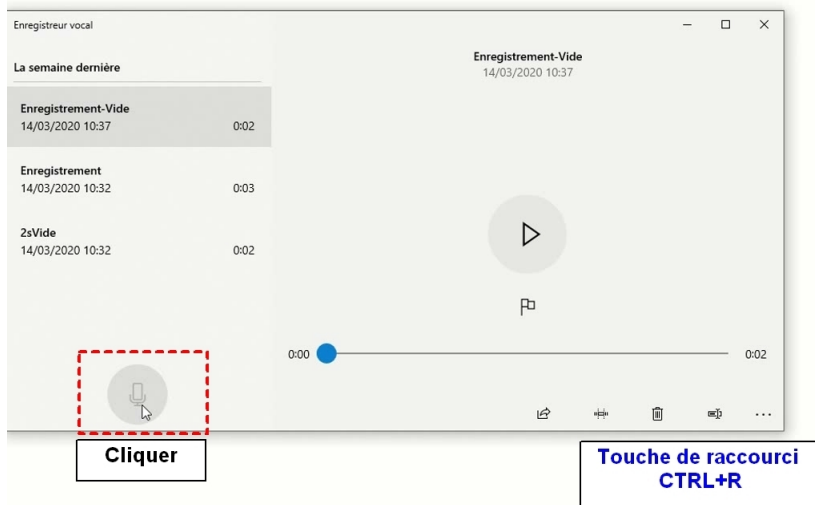 Enregistreur vocal
La semaine dernière
Enregistrement-Vide
14/03/2020 10:37 0:02
Enregistrement
14/03/2020 10:32 0:03
2sVide
14/03/2020 10:32 0:02
Enregistrement-Vide
14/03/2020 10:37
0:00 0:02
Cliquer
Touche de raccourci
CTRL+R